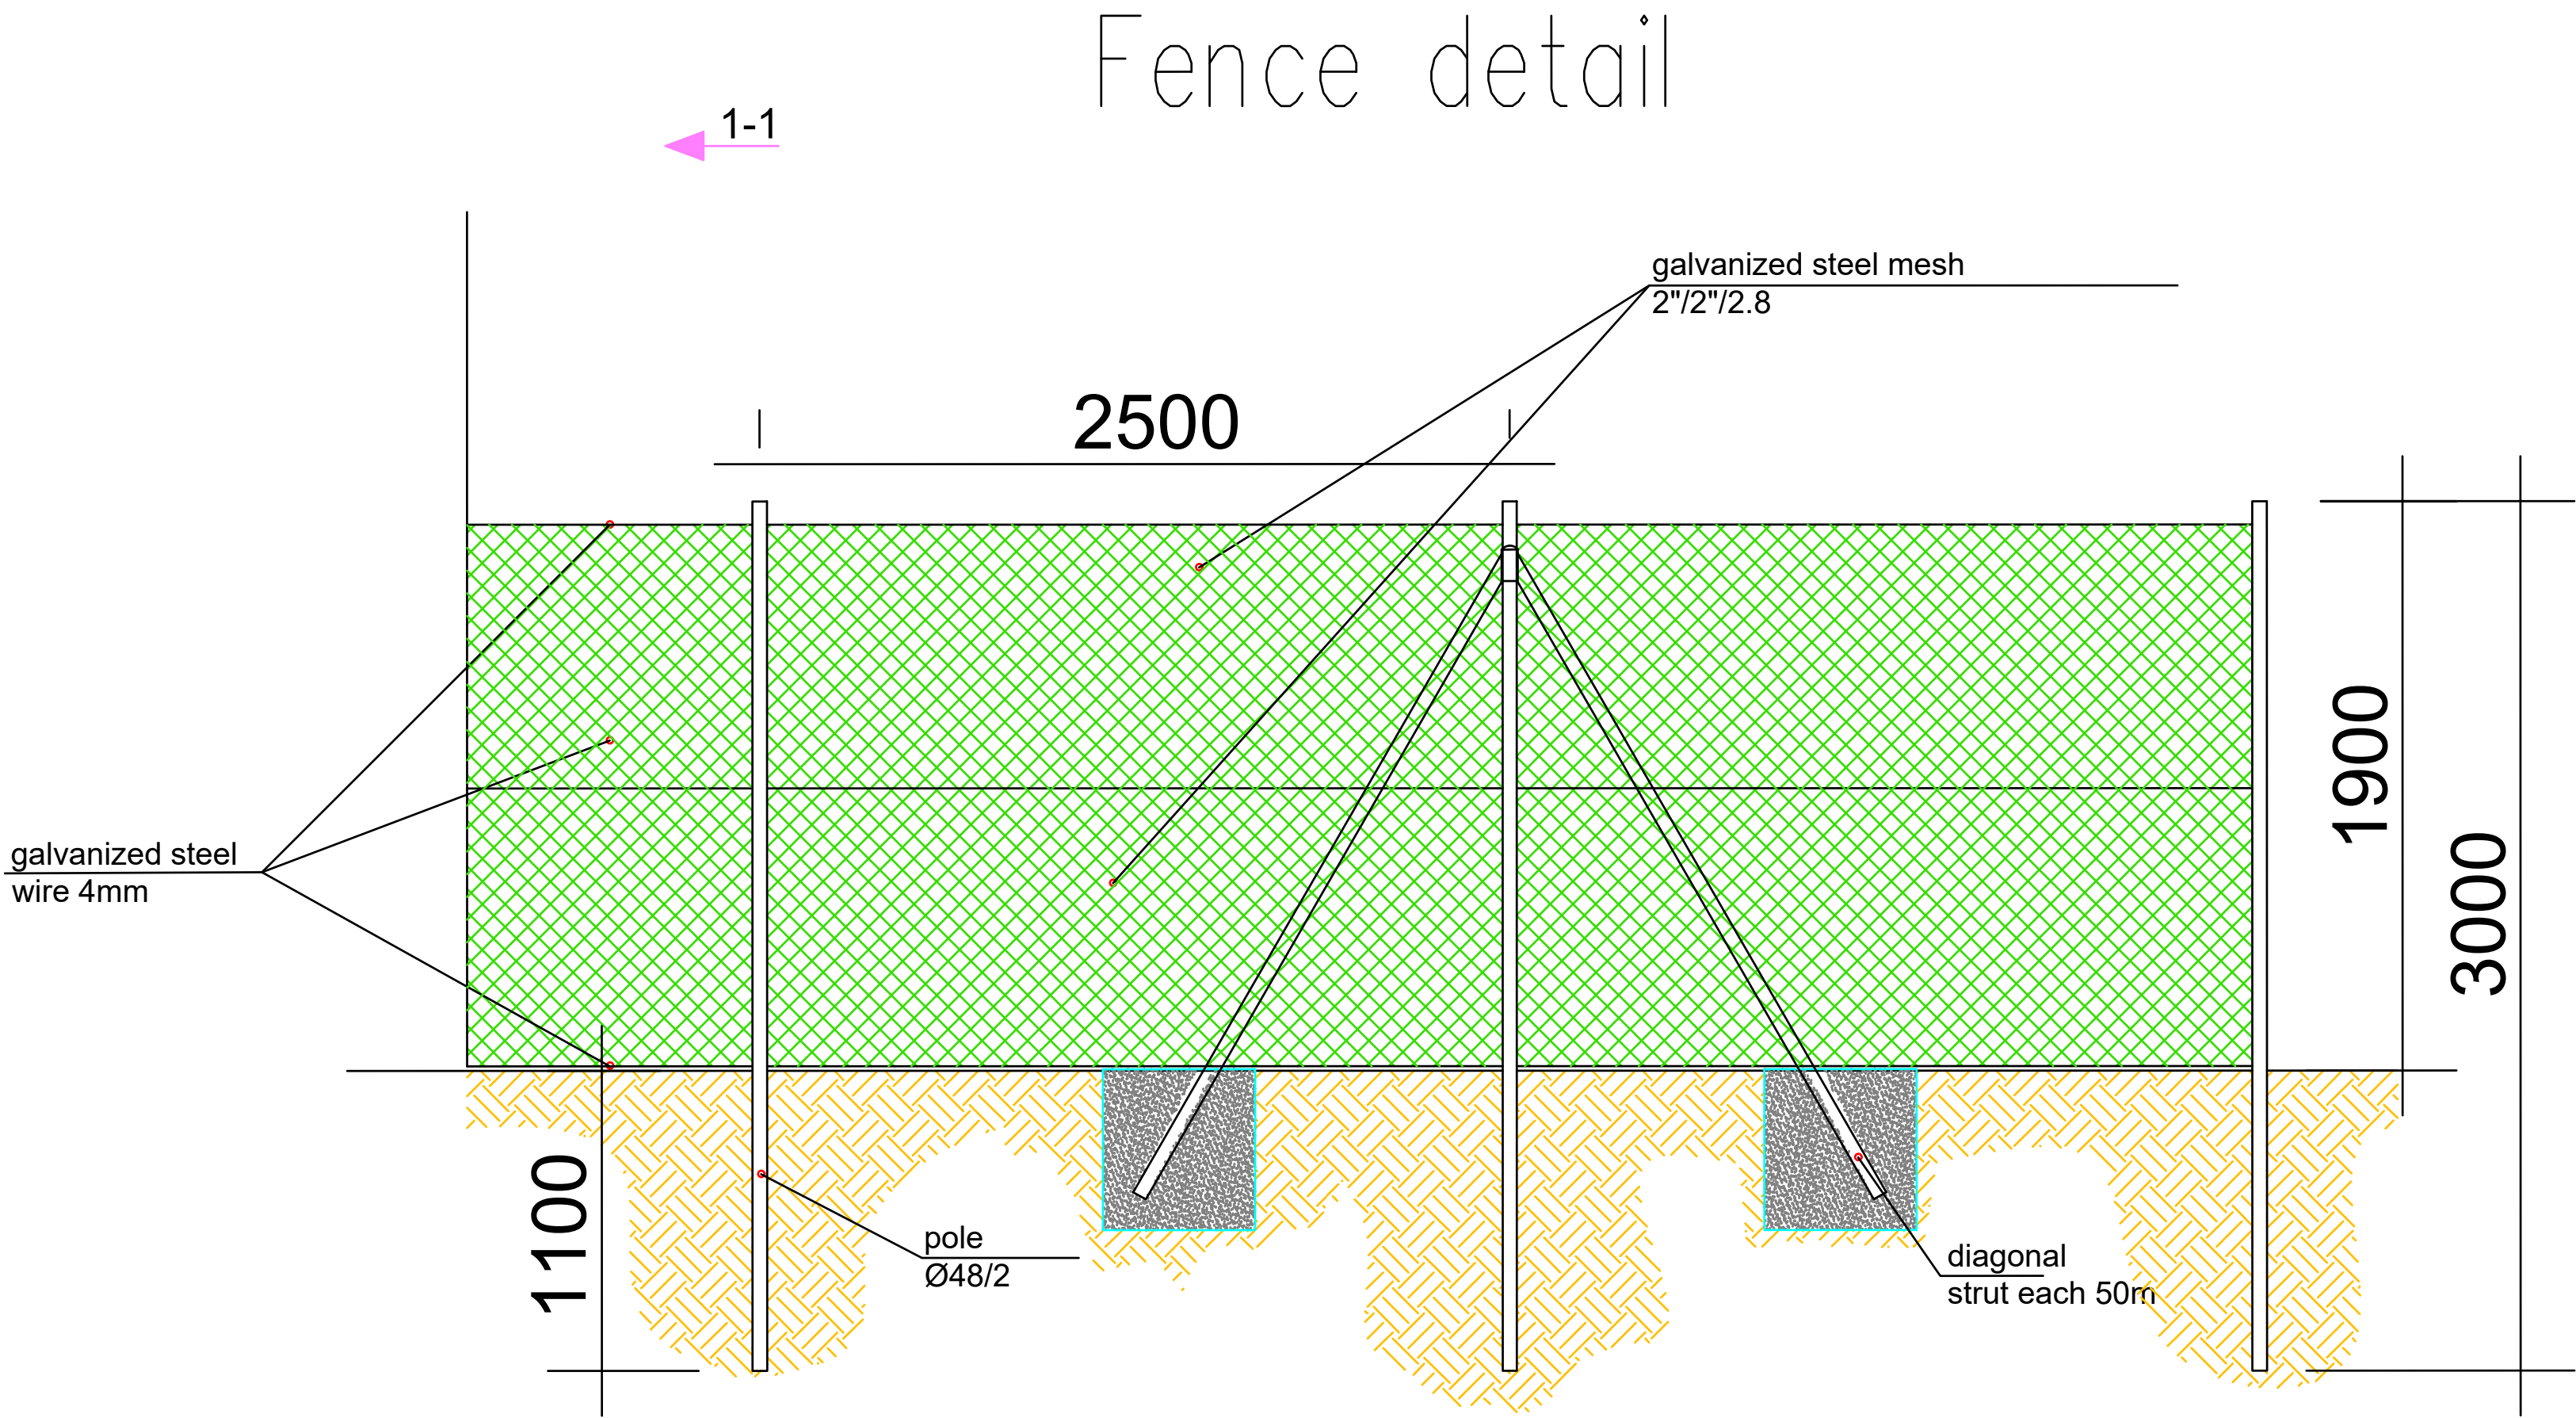 Fence detail
1-1
galvanized steel mesh
2"/2"/2.8
2500
1900
3000
galvanized steel
wire 4mm
1100
pole
Ø48/2
diagonal
strut each 50m